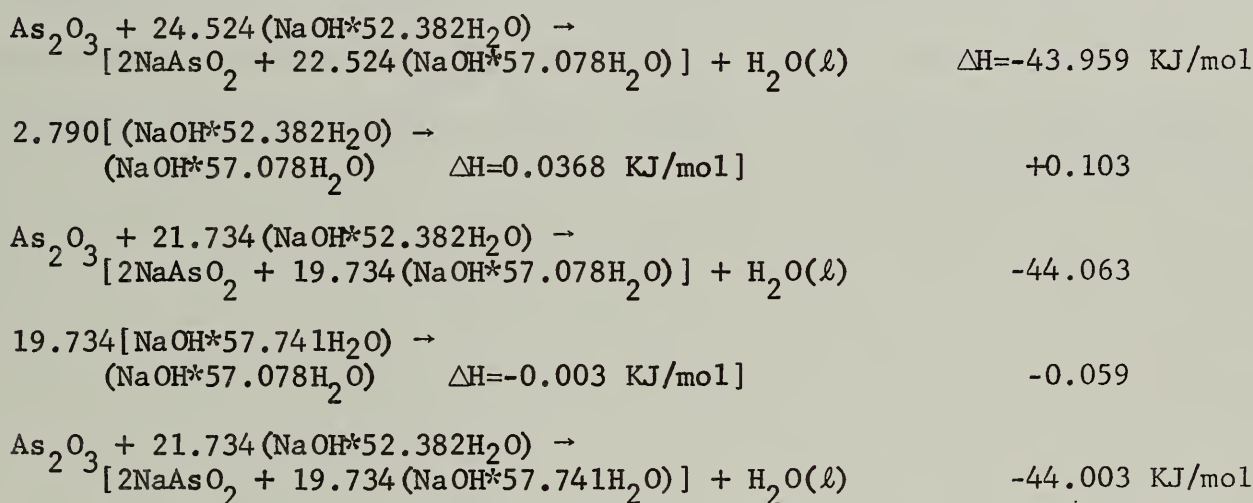 As₂O₃ + 24.524(NaOH*52.382H₂O) →
[2NaAsO₂ + 22.524(NaOH*57.078H₂O)] + H₂O(ℓ) △H=-43.959 KJ/mol
2.790[(NaOH*52.382H₂O) →
(NaOH*57.078H₂O) △H=0.0368 KJ/mol] +0.103
As₂O₃ + 21.734(NaOH*52.382H₂O) →
[2NaAsO₂ + 19.734(NaOH*57.078H₂O)] + H₂O(ℓ) -44.063
19.734[NaOH*57.741H₂O) →
(NaOH*57.078H₂O) △H=-0.003 KJ/mol] -0.059
As₂O₃ + 21.734(NaOH*52.382H₂O) →
[2NaAsO₂ + 19.734(NaOH*57.741H₂O)] + H₂O(ℓ) -44.003 KJ/mol